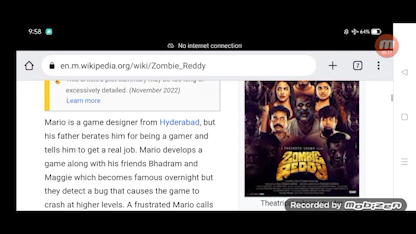 9:58
64%
No internet connection
en.m.wikipedia.org/wiki/Zombie_Reddy
7
excessively detailed. (November 2022)
Learn more
Mario is a game designer from Hyderabad, but
his father berates him for being a gamer and
tells him to get a real job. Mario develops a
game along with his friends Bhadram and
Maggie which becomes famous overnight but
they detect a bug that causes the game to
crash at higher levels. A frustrated Mario calls
ZOMBIE
REDDY
Theatri
Recorded by MobiZen